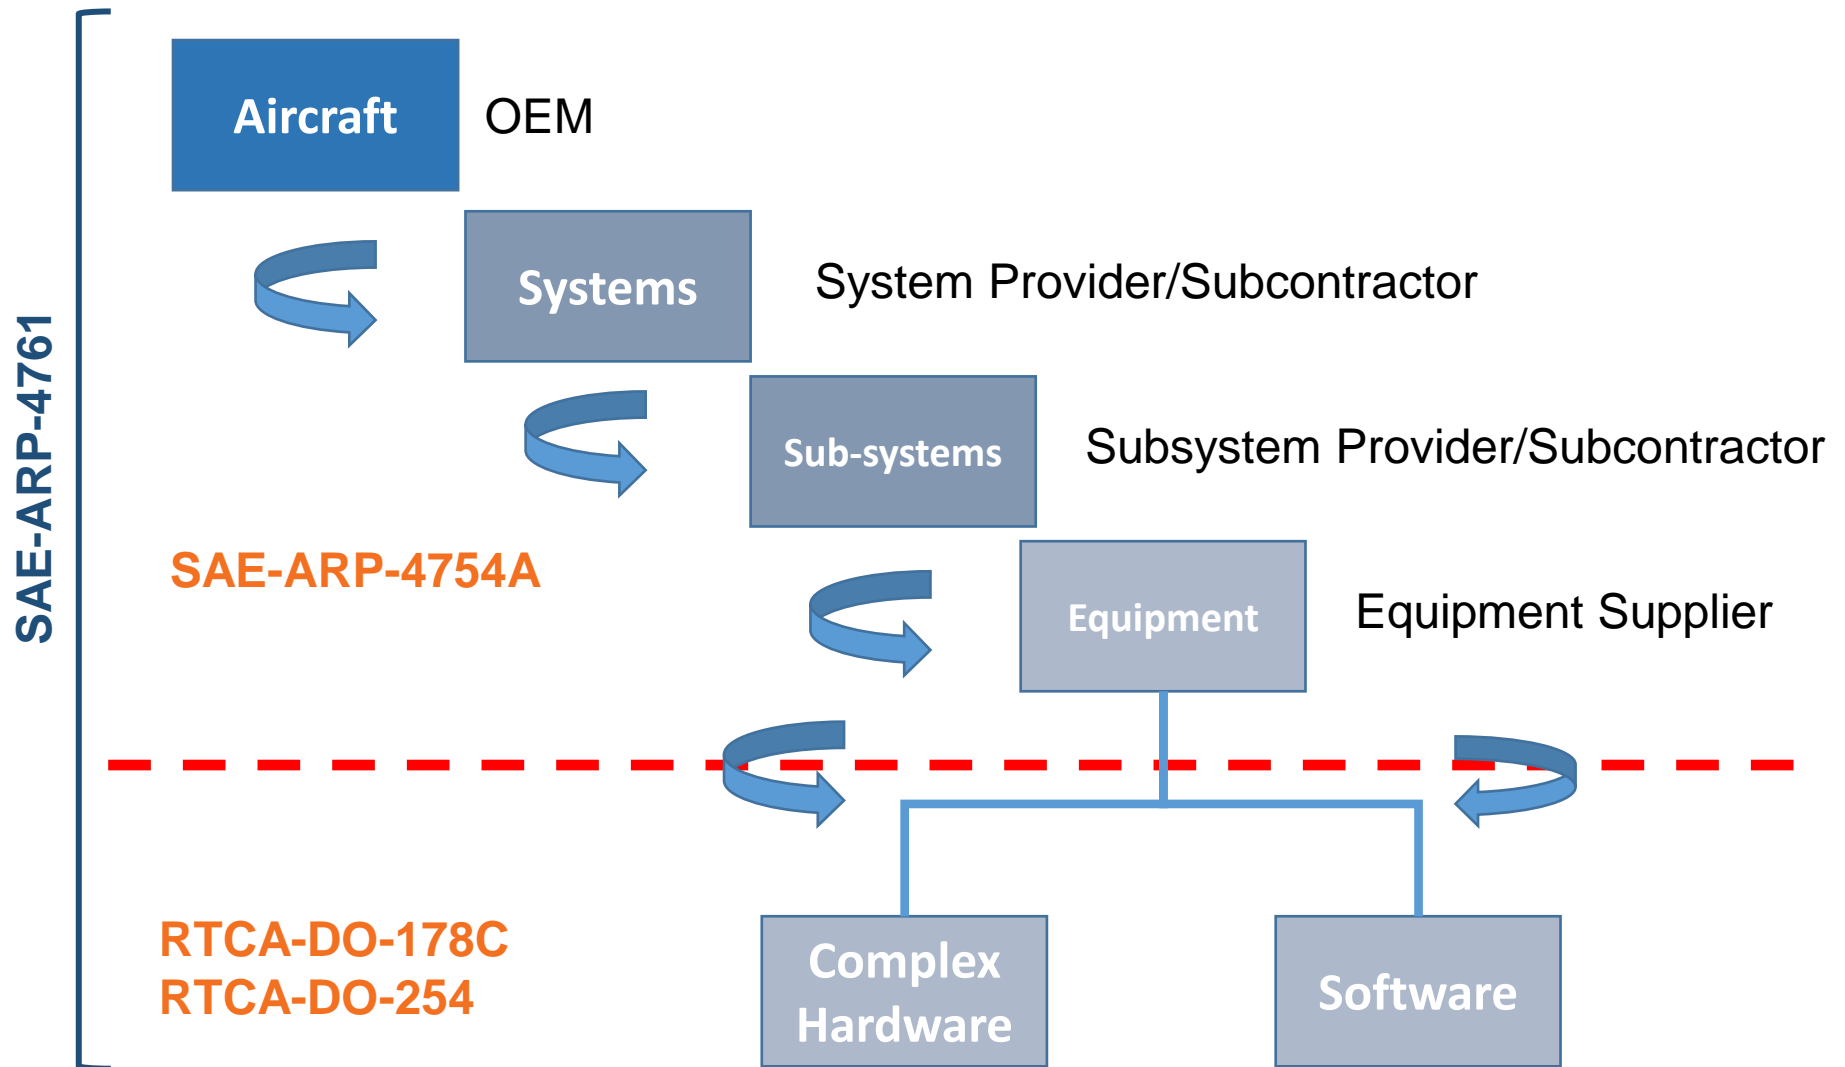 SAE-ARP-4761
Aircraft
OEM
Systems
System Provider/Subcontractor
Sub-systems
Subsystem Provider/Subcontractor
SAE-ARP-4754A
Equipment
Equipment Supplier
RTCA-DO-178C
RTCA-DO-254
Complex
Hardware
Software